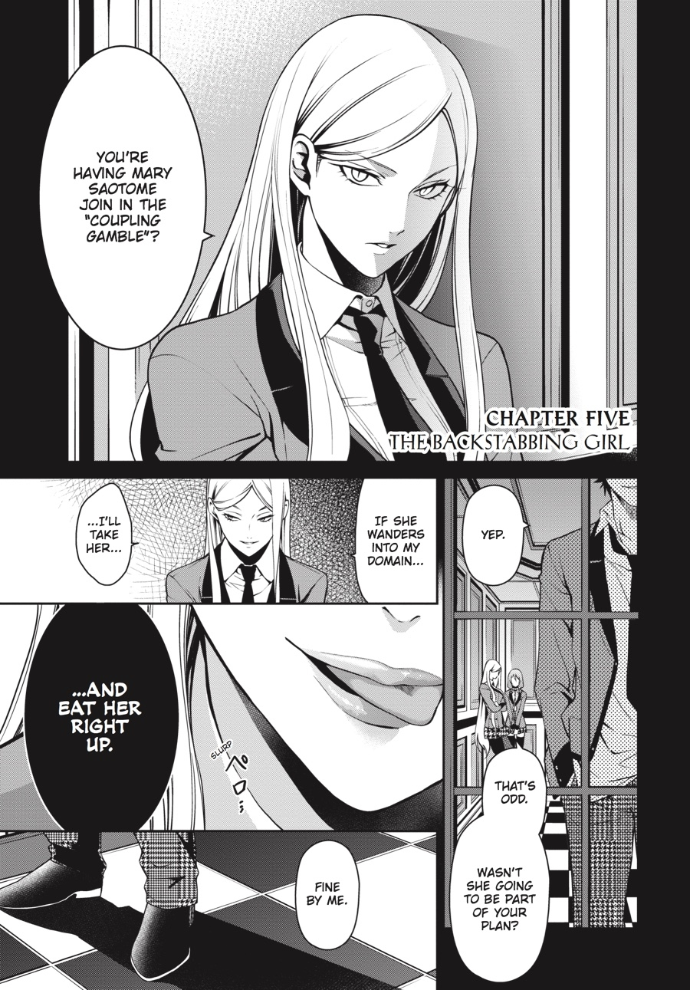 YOU'RE
HAVING MARY
SAOTOME
JOIN IN THE
"COUPLING
GAMBLE"?
CHAPTER FIVE
THE BACKSTABBING GIRL
YEP.
THAT'S
ODD.
WASN'T
SHE GOING
TO BE PART
OF YOUR
PLAN?
IF SHE
WANDERS
INTO MY
DOMAIN...
...I'LL
TAKE
HER...
...AND
EAT HER
RIGHT
UP.
SLURP
ペロ…
FINE
BY ME.